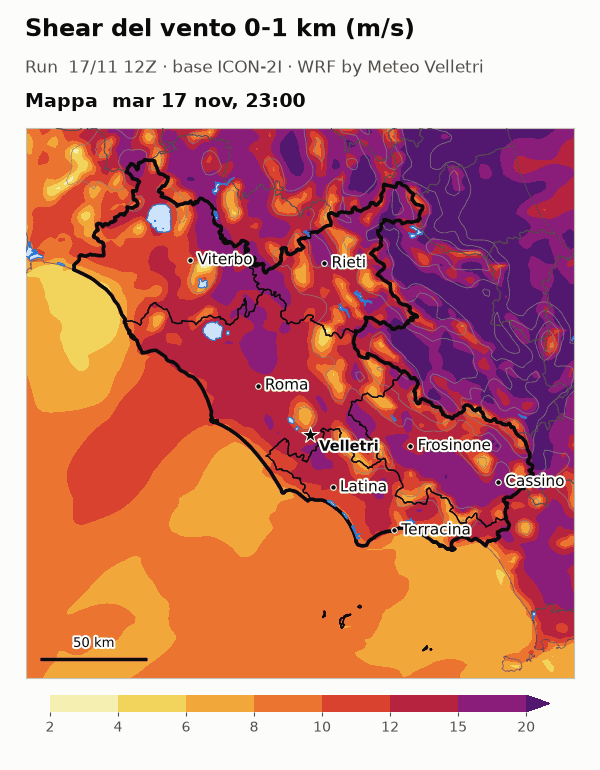 Shear del vento 0-1 km (m/s)
Run  17/11 12Z · base ICON-2I · WRF by Meteo Velletri
Mappa  mar 17 nov, 23:00
Viterbo
Rieti
Roma
Velletri
Frosinone
Cassino
Latina
Terracina
50 km
2 4 6 8 10 12 15 20